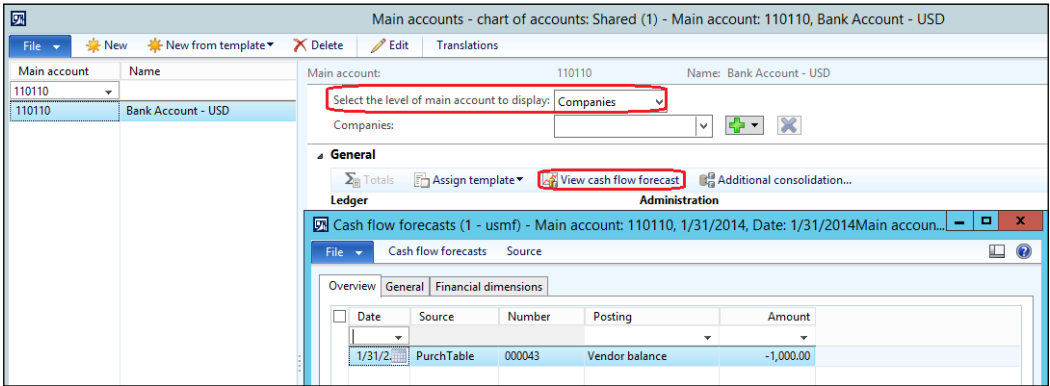 Main accounts - chart of accounts: Shared (1) - Main account: 110110, Bank Account - USD
File New New from template Delete Edit Translations
Main account Name
110110
110110 Bank Account - USD
Main account: 110110 Name: Bank Account - USD
Select the level of main account to display: Companies
Companies:
General
Totals Assign template View cash flow forecast Additional consolidation...
Ledger Administration
Cash flow forecasts (1 - usmf) - Main account: 110110, 1/31/2014, Date: 1/31/2014Main accoun...
File Cash flow forecasts Source
Overview General Financial dimensions
Date Source Number Posting Amount
1/31/2... PurchTable 000043 Vendor balance -1,000.00